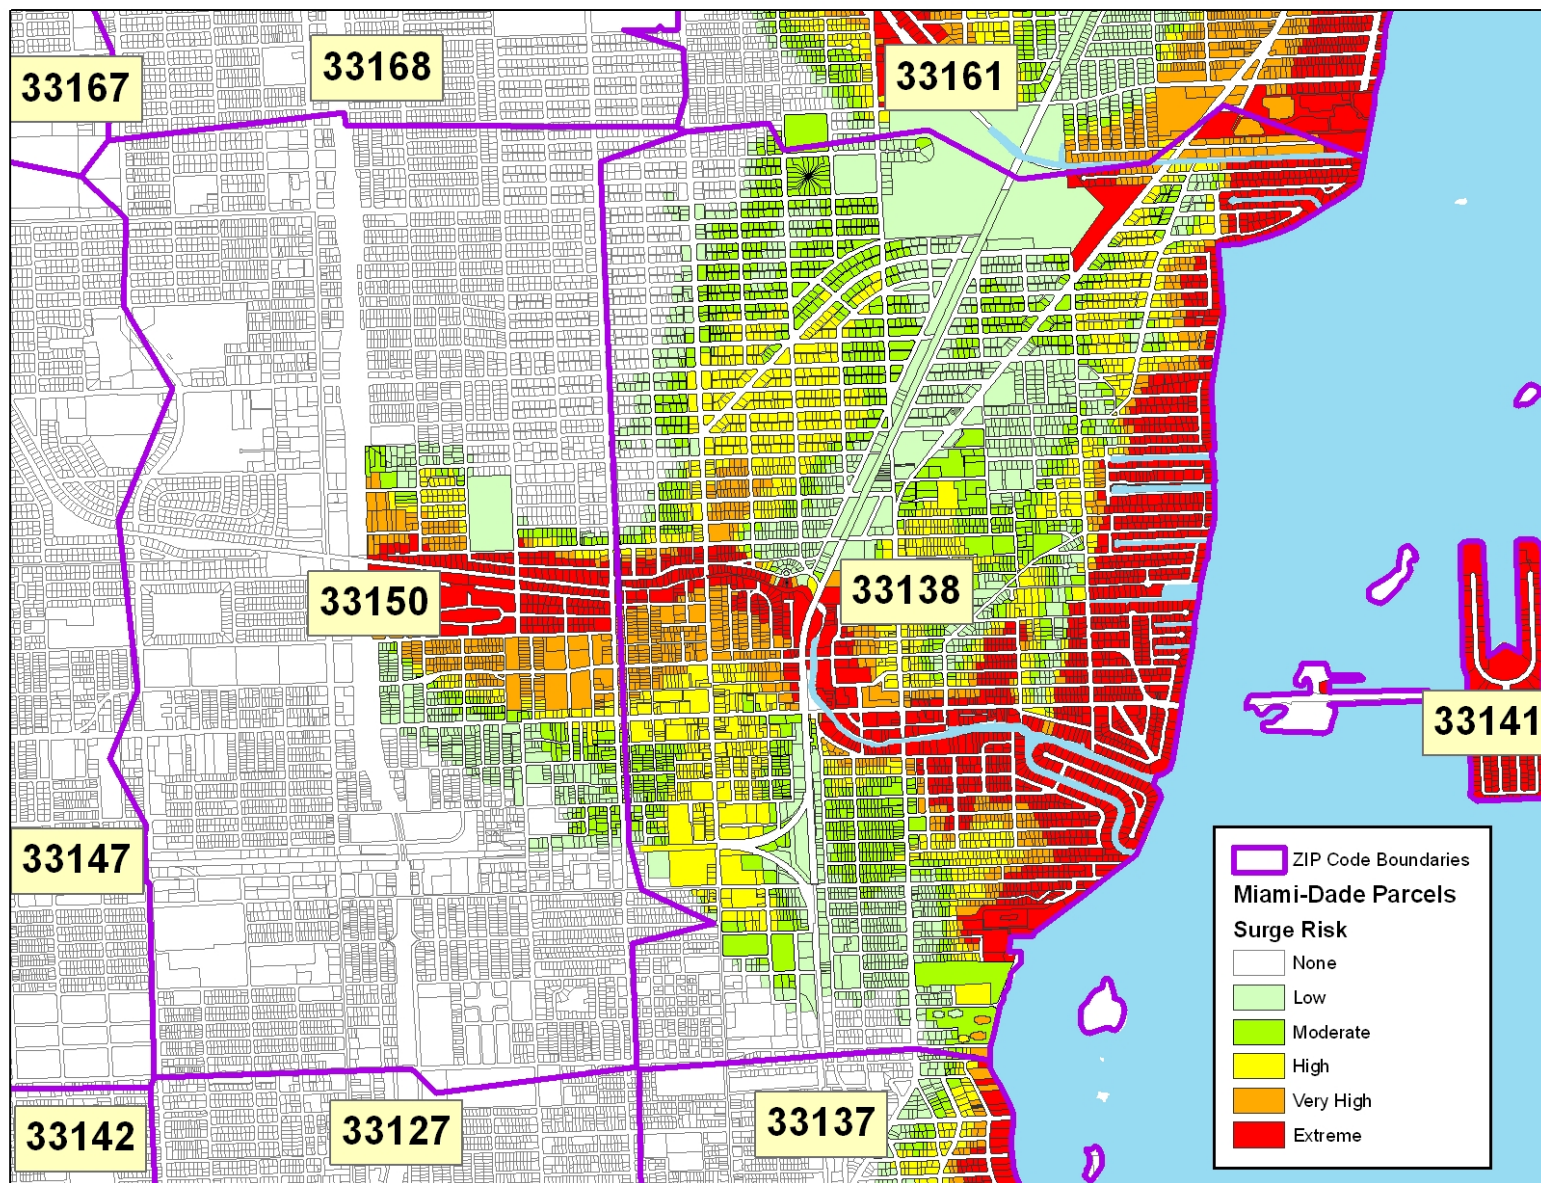 33167
33168
33161
33150
33138
33141
33147
33142
33127
33137
ZIP Code Boundaries
Miami-Dade Parcels
Surge Risk
None
Low
Moderate
High
Very High
Extreme